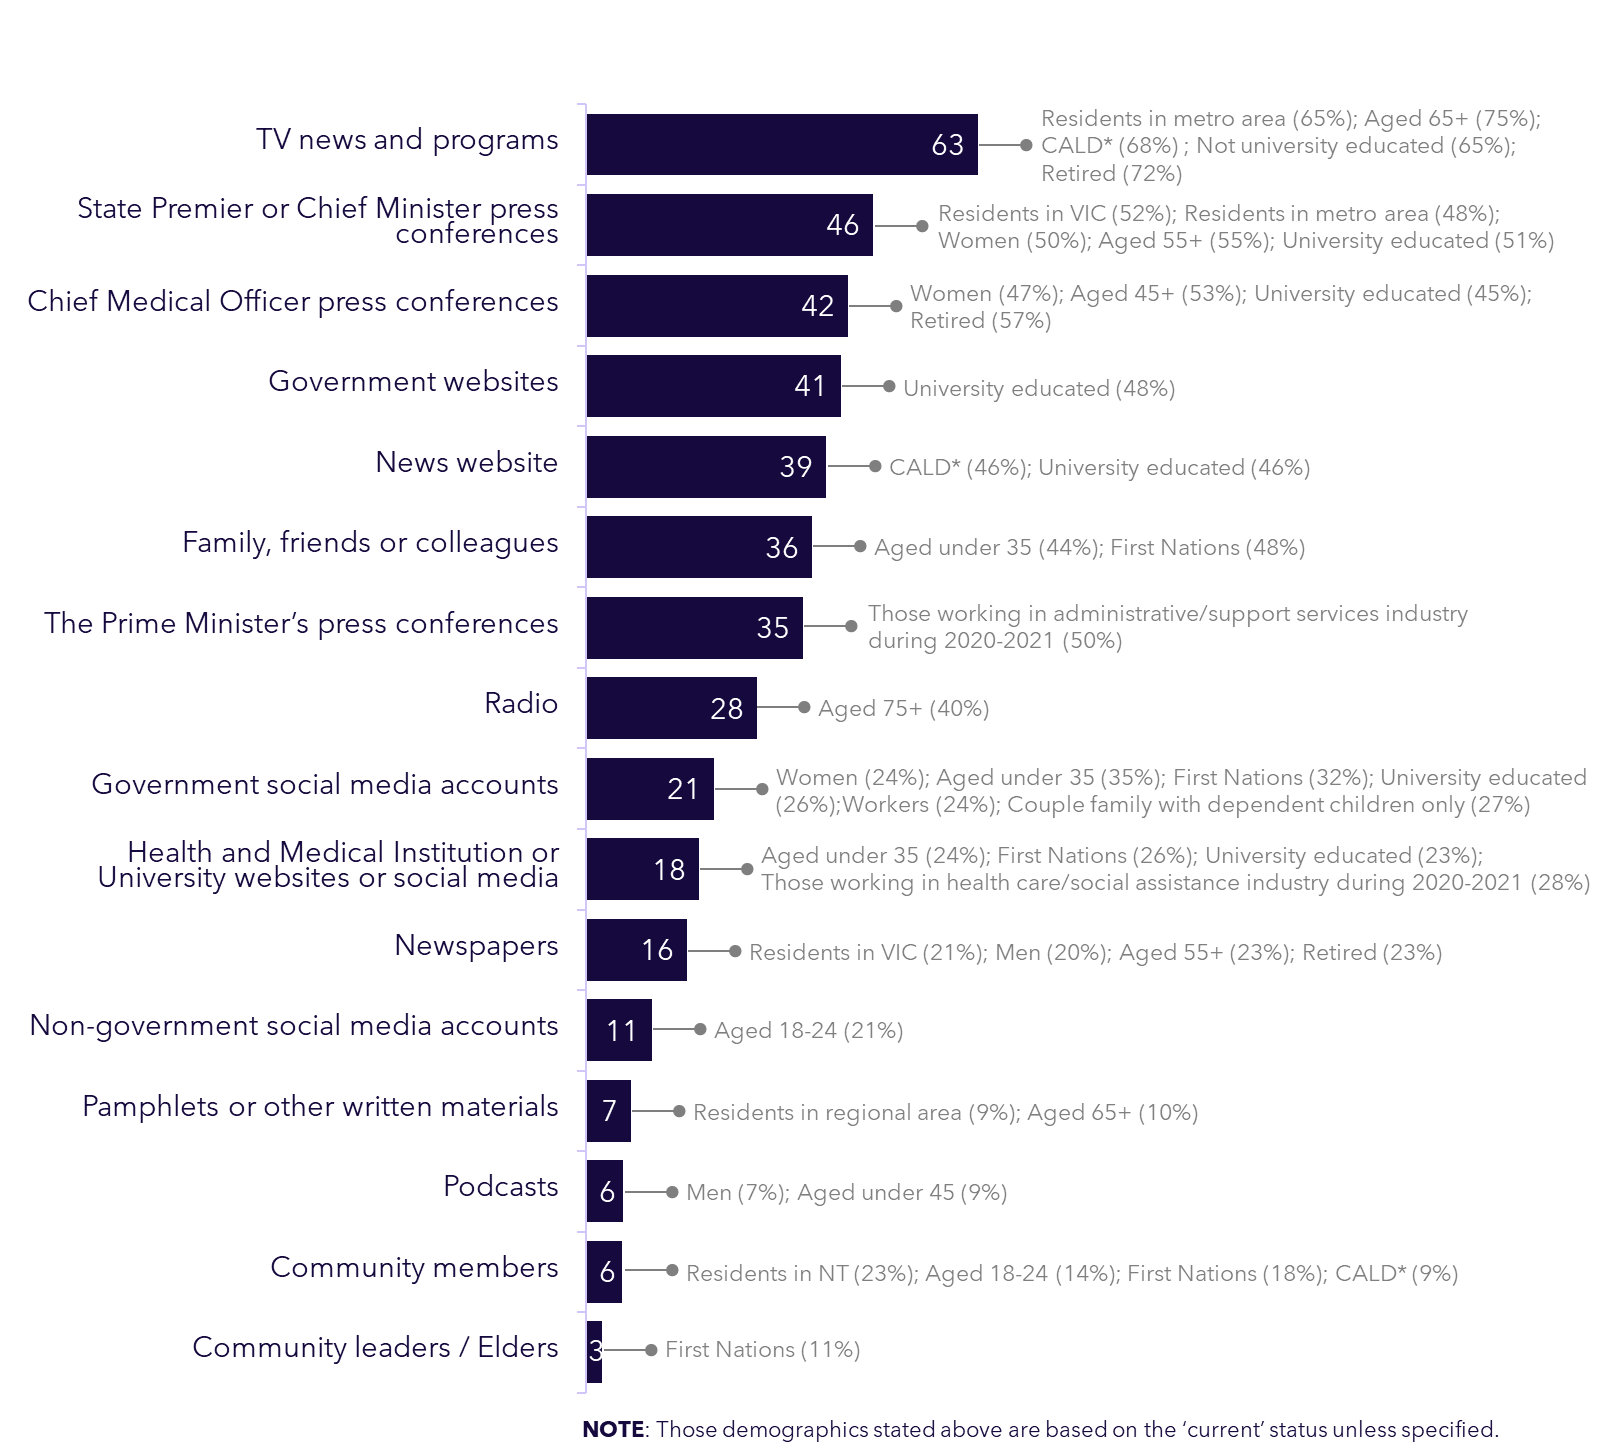 TV news and programs
63
Residents in metro area (65%); Aged 65+ (75%);
CALD* (68%) ; Not university educated (65%);
Retired (72%)
State Premier or Chief Minister press
conferences
46
Residents in VIC (52%); Residents in metro area (48%);
Women (50%); Aged 55+ (55%); University educated (51%)
Chief Medical Officer press conferences
42
Women (47%); Aged 45+ (53%); University educated (45%);
Retired (57%)
Government websites
41
University educated (48%)
News website
39
CALD* (46%); University educated (46%)
Family, friends or colleagues
36
Aged under 35 (44%); First Nations (48%)
The Prime Minister’s press conferences
35
Those working in administrative/support services industry
during 2020-2021 (50%)
Radio
28
Aged 75+ (40%)
Government social media accounts
21
Women (24%); Aged under 35 (35%); First Nations (32%); University educated
(26%);Workers (24%); Couple family with dependent children only (27%)
Health and Medical Institution or
University websites or social media
18
Aged under 35 (24%); First Nations (26%); University educated (23%);
Those working in health care/social assistance industry during 2020-2021 (28%)
Newspapers
16
Residents in VIC (21%); Men (20%); Aged 55+ (23%); Retired (23%)
Non-government social media accounts
11
Aged 18-24 (21%)
Pamphlets or other written materials
7
Residents in regional area (9%); Aged 65+ (10%)
Podcasts
6
Men (7%); Aged under 45 (9%)
Community members
6
Residents in NT (23%); Aged 18-24 (14%); First Nations (18%); CALD* (9%)
Community leaders / Elders
3
First Nations (11%)
NOTE: Those demographics stated above are based on the ‘current’ status unless specified.